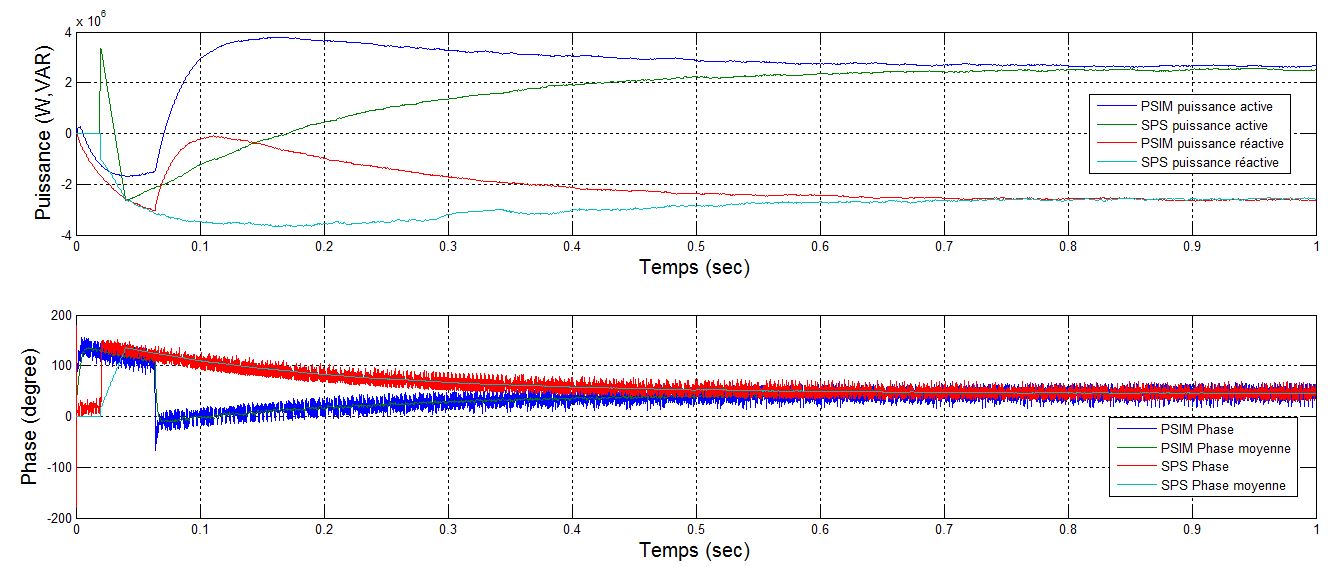 x 10⁶
4
2
0
-2
-4
Puissance (W,VAR)
PSIM puissance active
SPS puissance active
PSIM puissance réactive
SPS puissance réactive
0 0.1 0.2 0.3 0.4 0.5 0.6 0.7 0.8 0.9 1
Temps (sec)
200
100
0
-100
-200
Phase (degree)
PSIM Phase
PSIM Phase moyenne
SPS Phase
SPS Phase moyenne
0 0.1 0.2 0.3 0.4 0.5 0.6 0.7 0.8 0.9 1
Temps (sec)